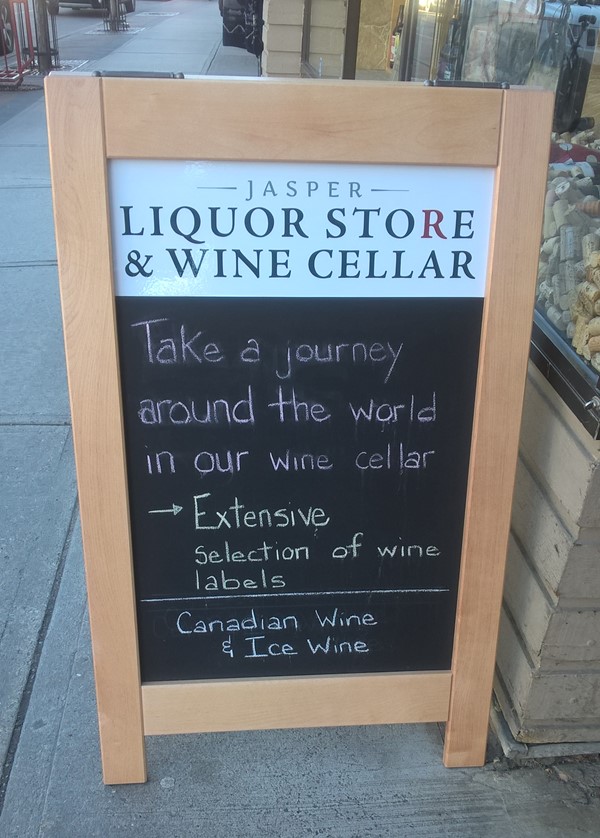 JASPER
LIQUOR STORE
& WINE CELLAR
Take a journey
around the world
in our wine cellar
→ Extensive
selection of wine
labels
Canadian Wine
& Ice Wine